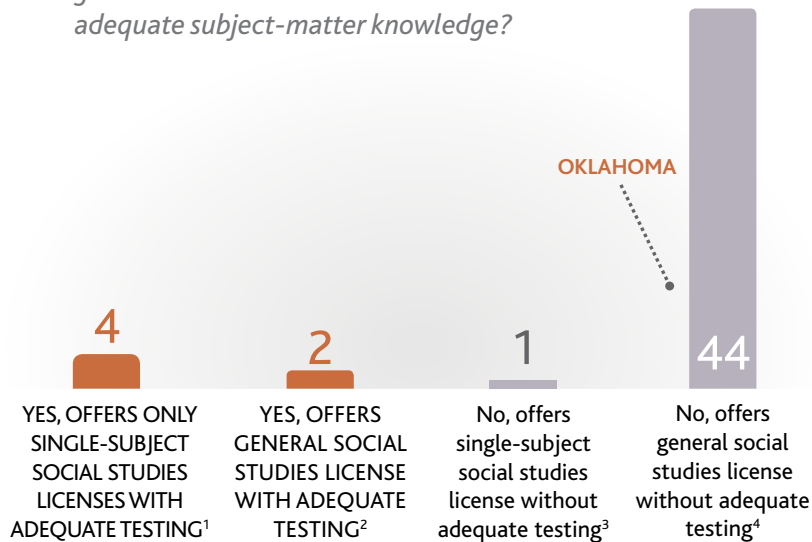 adequate subject-matter knowledge?
OKLAHOMA
4
2
1
44
YES, OFFERS ONLY
SINGLE-SUBJECT
SOCIAL STUDIES
LICENSES WITH
ADEQUATE TESTING¹
YES, OFFERS
GENERAL SOCIAL
STUDIES LICENSE
WITH ADEQUATE
TESTING²
No, offers
single-subject
social studies
license without
adequate testing³
No, offers
general social
studies license
without adequate
testing⁴